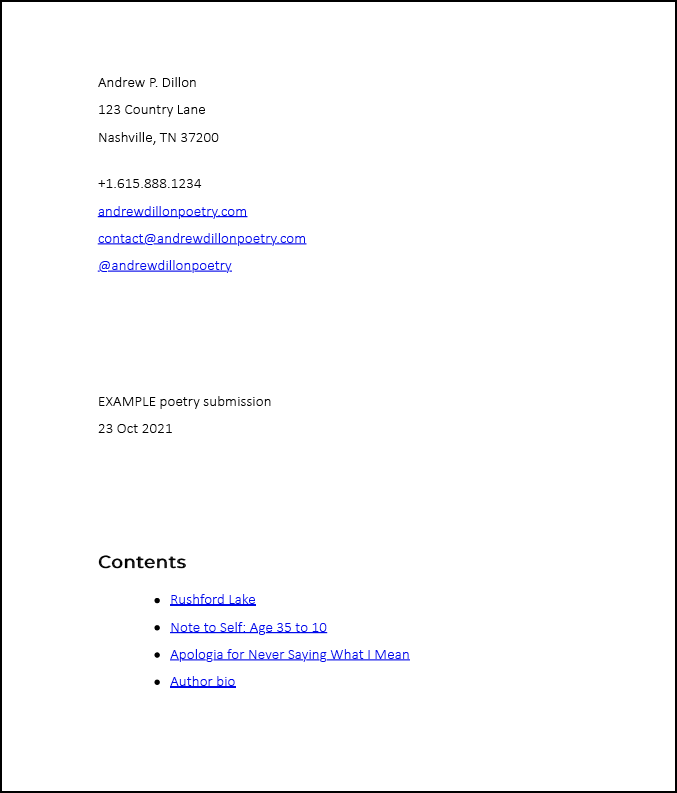 Andrew P. Dillon
123 Country Lane
Nashville, TN 37200
+1.615.888.1234
andrewdillonpoetry.com
contact@andrewdillonpoetry.com
@andrewdillonpoetry
EXAMPLE poetry submission
23 Oct 2021
Contents
• Rushford Lake
• Note to Self: Age 35 to 10
• Apologia for Never Saying What I Mean
• Author bio